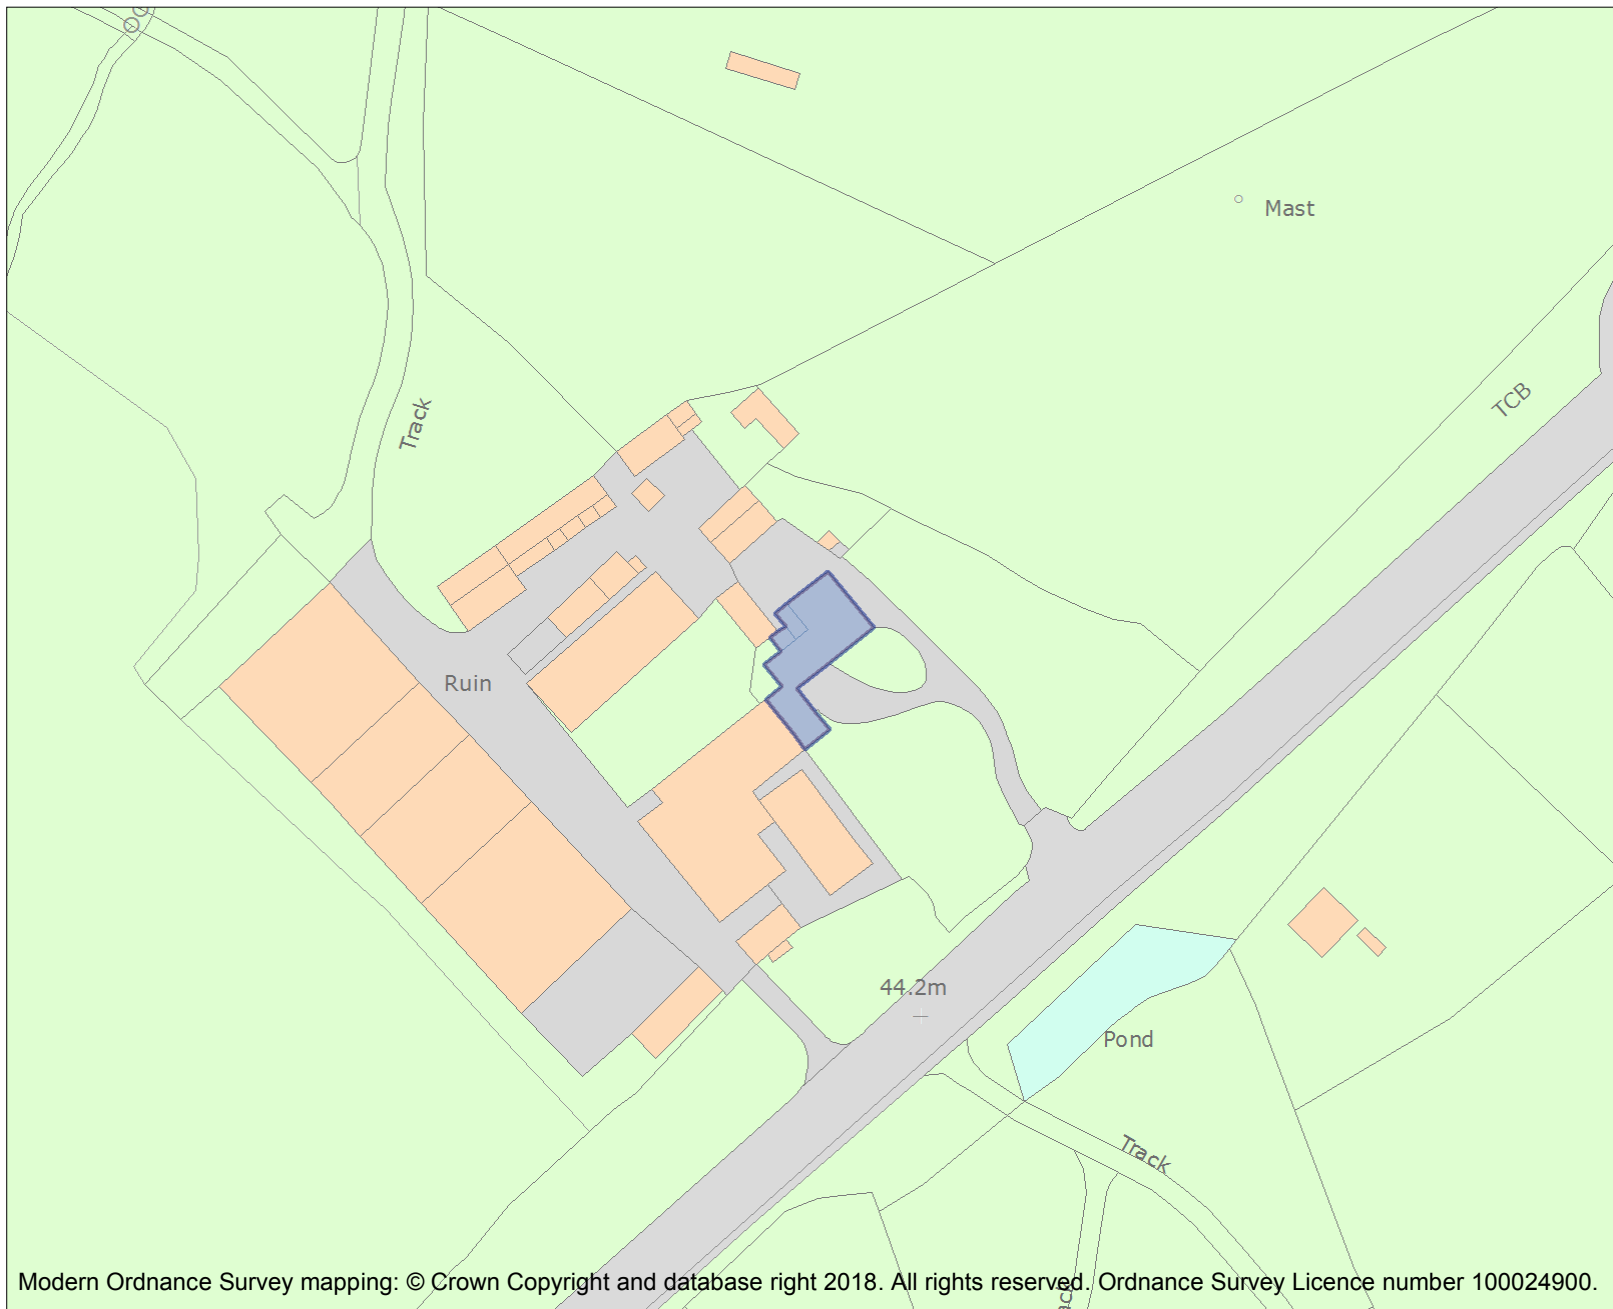 Mast
TCB
Track
Ruin
44.2m
Pond
Track
Modern Ordnance Survey mapping: © Crown Copyright and database right 2018. All rights reserved. Ordnance Survey Licence number 100024900.